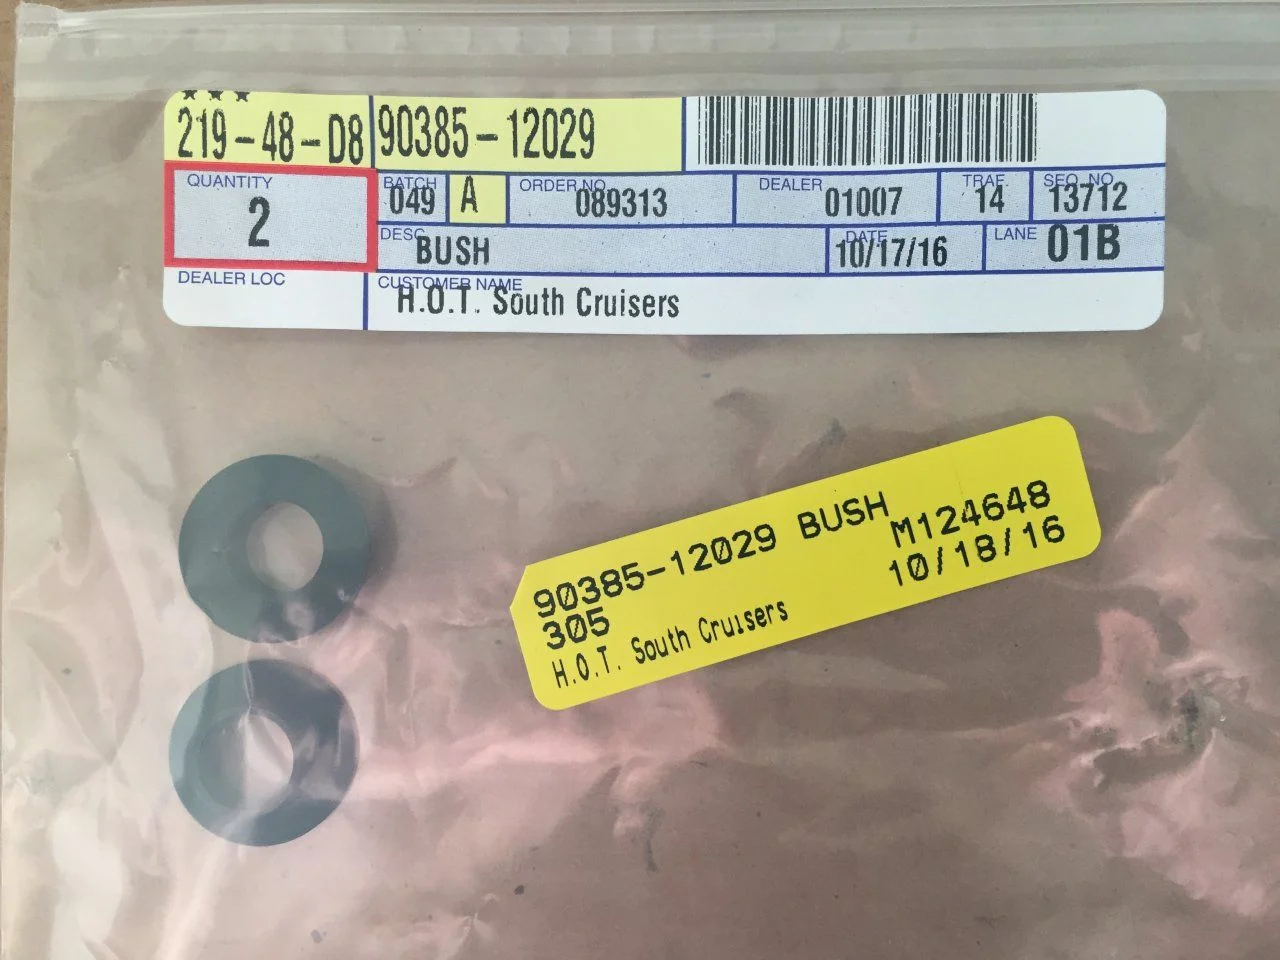 ***
219-48-D8 90385-12029
QUANTITY 2 BATCH 049 A ORDER NO 089313 DEALER 01007 TRAF 14 SEQ. NO 13712
DESC BUSH DATE 10/17/16 LANE 01B
DEALER LOC CUSTOMER NAME H.O.T. South Cruisers
90385-12029 BUSH M124648
305 10/18/16
H.O.T. South Cruisers